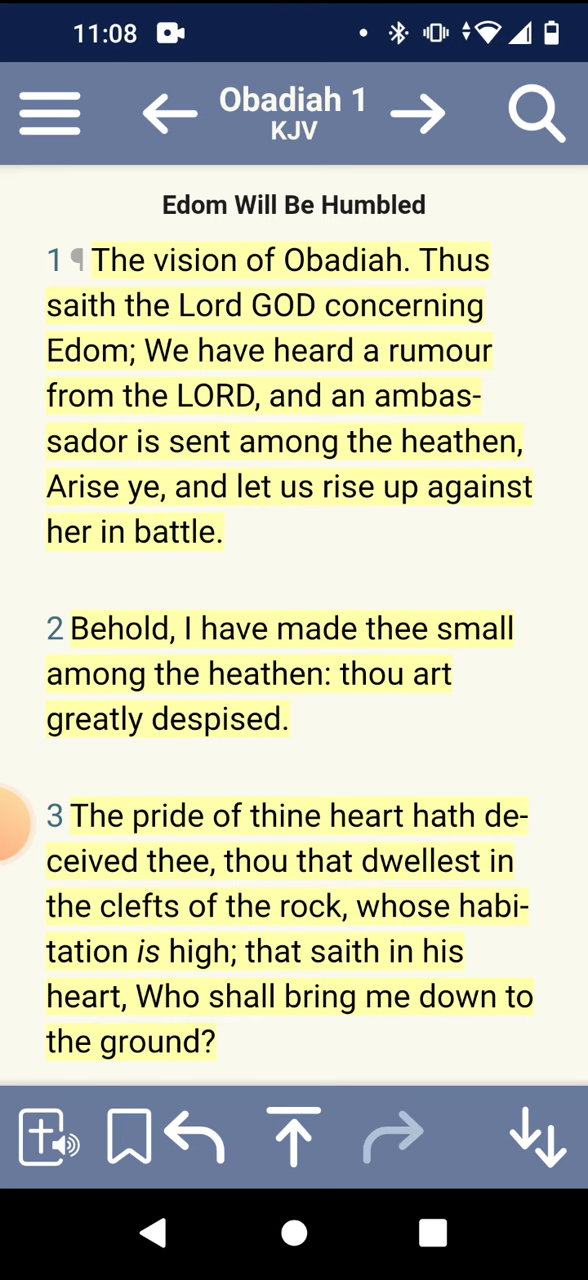 11:08
Obadiah 1
KJV
Edom Will Be Humbled
1 ¶ The vision of Obadiah. Thus
saith the Lord GOD concerning
Edom; We have heard a rumour
from the LORD, and an ambas-
sador is sent among the heathen,
Arise ye, and let us rise up against
her in battle.
2 Behold, I have made thee small
among the heathen: thou art
greatly despised.
3 The pride of thine heart hath de-
ceived thee, thou that dwellest in
the clefts of the rock, whose habi-
tation is high; that saith in his
heart, Who shall bring me down to
the ground?